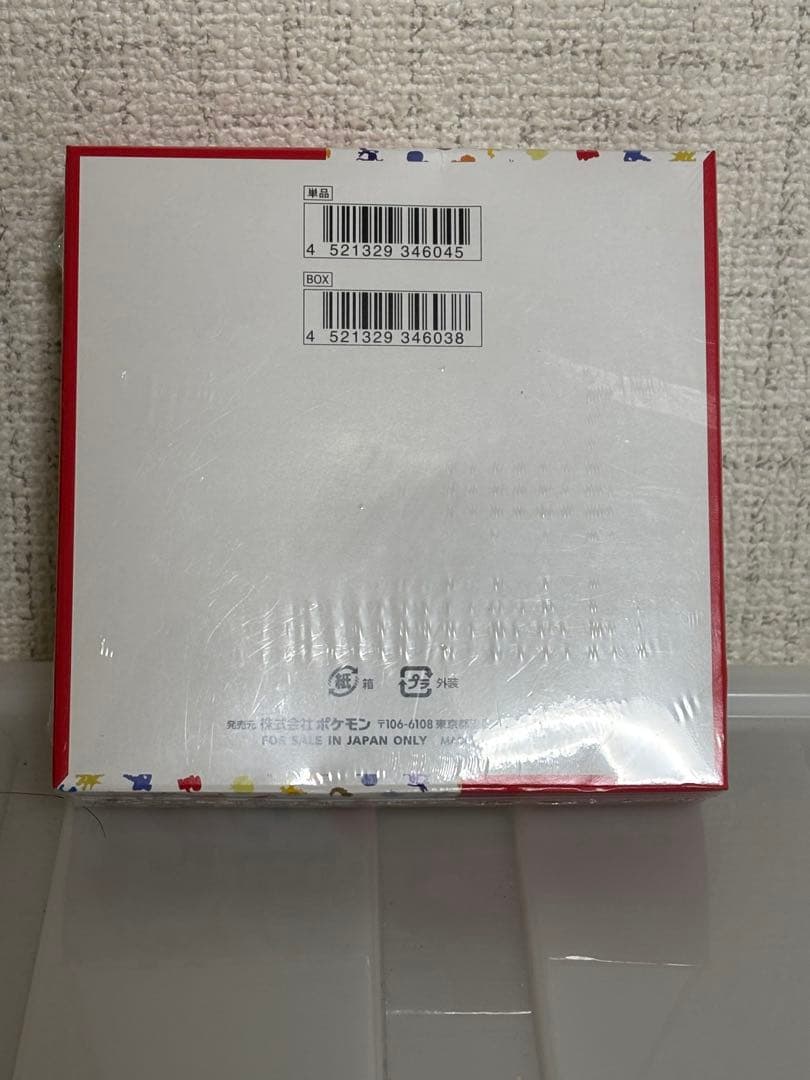 単品
4 521329 346045
BOX
4 521329 346038
紙 箱 プラ 外装
発売元 株式会社ポケモン 〒106-6108 東京都
FOR SALE IN JAPAN ONLY